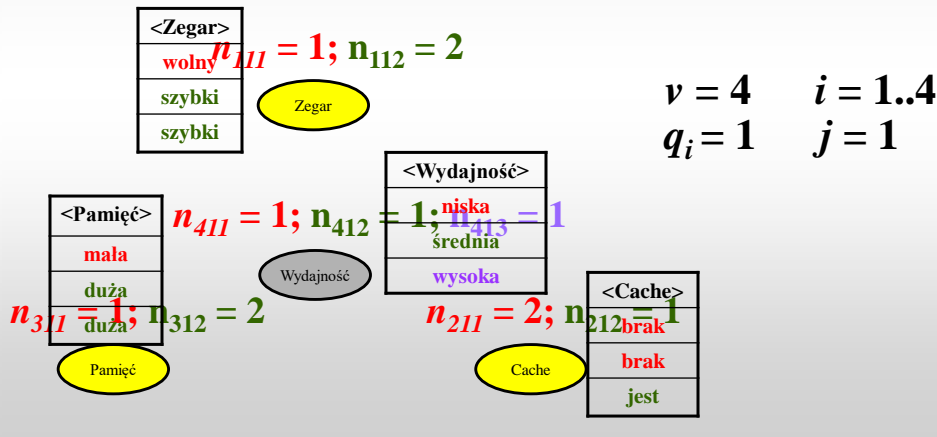 <Zegar>
wolny
szybki
szybki
n111 = 1; n112 = 2
Zegar
v = 4 i = 1..4
qi = 1 j = 1
<Wydajność>
niska
średnia
wysoka
n411 = 1; n412 = 1; n413 = 1
Wydajność
<Pamięć>
mała
duża
duża
n311 = 1; n312 = 2
Pamięć
<Cache>
brak
brak
jest
n211 = 2; n212 = 1
Cache